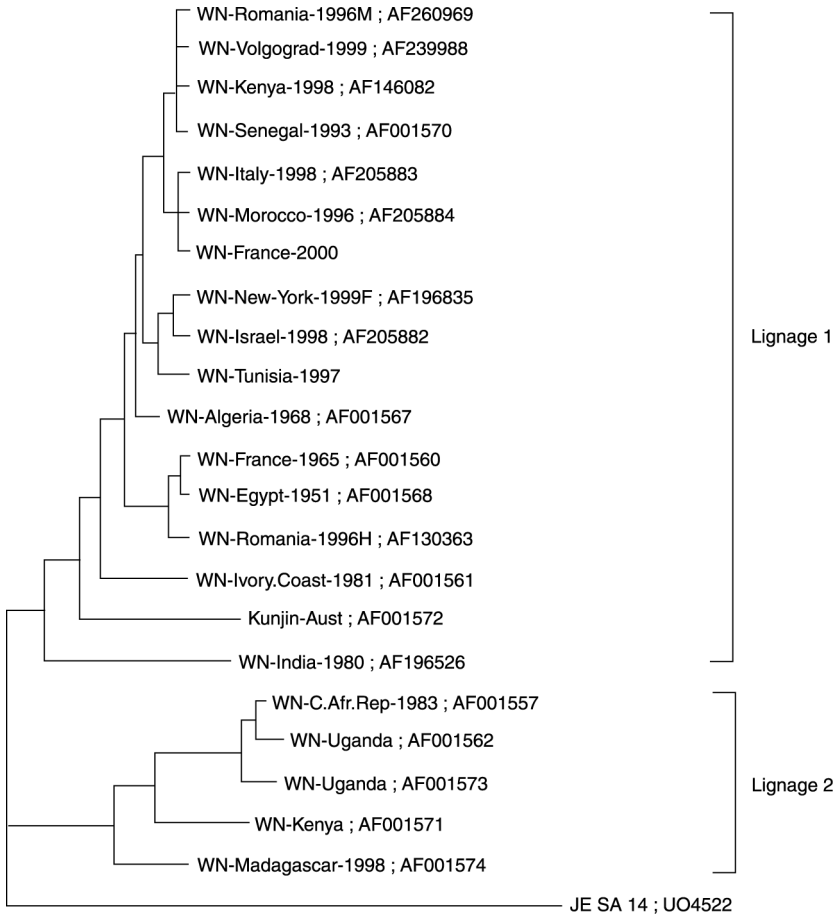 WN-Romania-1996M ; AF260969
WN-Volgograd-1999 ; AF239988
WN-Kenya-1998 ; AF146082
WN-Senegal-1993 ; AF001570
WN-Italy-1998 ; AF205883
WN-Morocco-1996 ; AF205884
WN-France-2000
WN-New-York-1999F ; AF196835
WN-Israel-1998 ; AF205882
Lignage 1
WN-Tunisia-1997
WN-Algeria-1968 ; AF001567
WN-France-1965 ; AF001560
WN-Egypt-1951 ; AF001568
WN-Romania-1996H ; AF130363
WN-Ivory.Coast-1981 ; AF001561
Kunjin-Aust ; AF001572
WN-India-1980 ; AF196526
WN-C.Afr.Rep-1983 ; AF001557
WN-Uganda ; AF001562
WN-Uganda ; AF001573
Lignage 2
WN-Kenya ; AF001571
WN-Madagascar-1998 ; AF001574
JE SA 14 ; UO4522